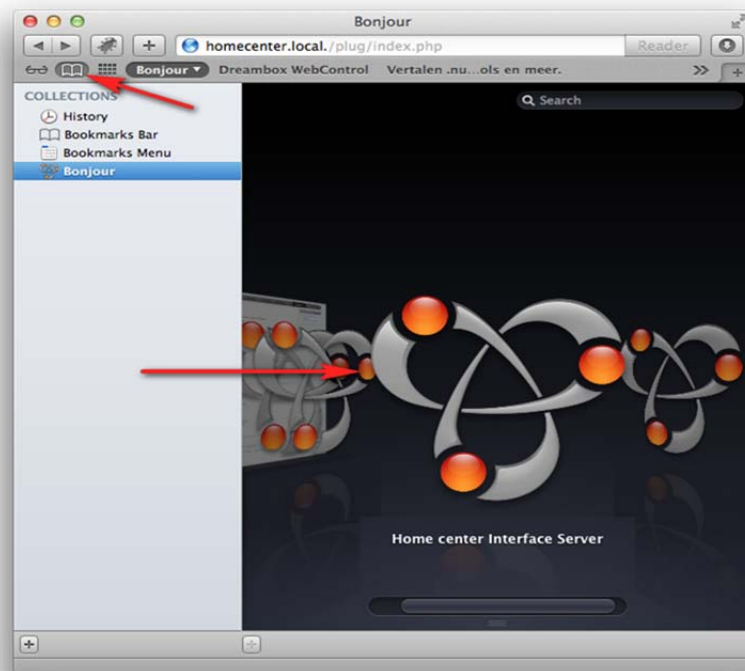 Bonjour
homecenter.local./plug/index.php
Reader
Bonjour
Dreambox WebControl
Vertalen .nu...ols en meer.
COLLECTIONS
Search
History
Bookmarks Bar
Bookmarks Menu
Bonjour
Home center Interface Server